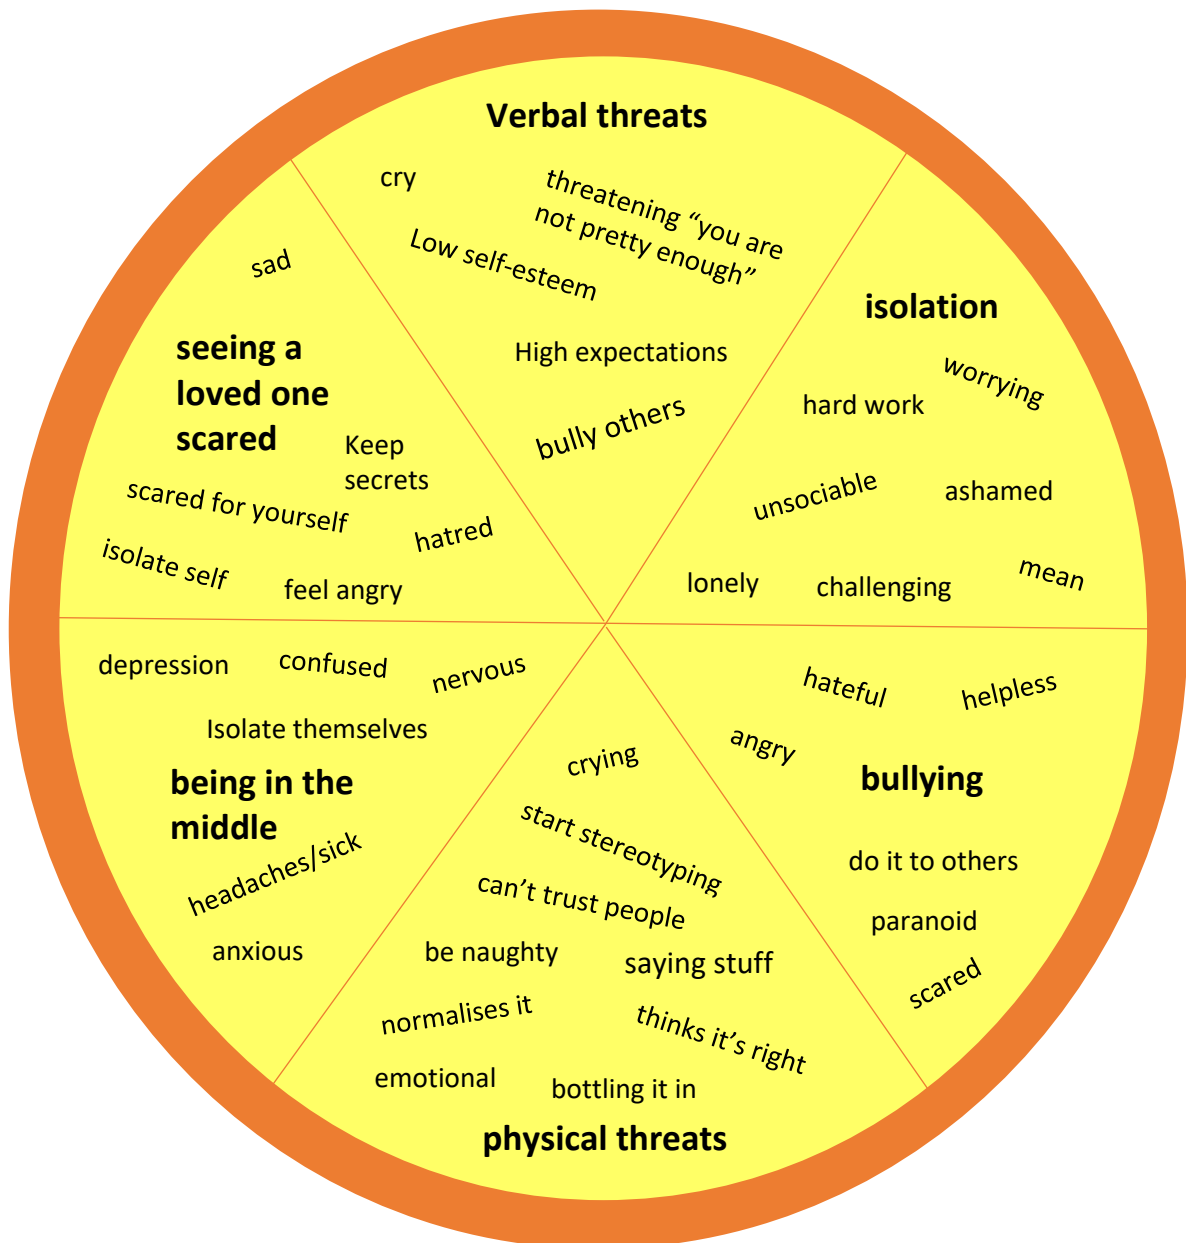 Verbal threats
cry
threatening “you are
not pretty enough”
Low self-esteem
High expectations
bully others
isolation
worrying
hard work
unsociable
ashamed
lonely
challenging
mean
hateful
helpless
angry
bullying
do it to others
paranoid
scared
crying
start stereotyping
can’t trust people
be naughty
saying stuff
normalises it
thinks it’s right
emotional
bottling it in
physical threats
depression
confused
nervous
Isolate themselves
being in the
middle
headaches/sick
anxious
sad
seeing a
loved one
scared
Keep
secrets
scared for yourself
hatred
isolate self
feel angry